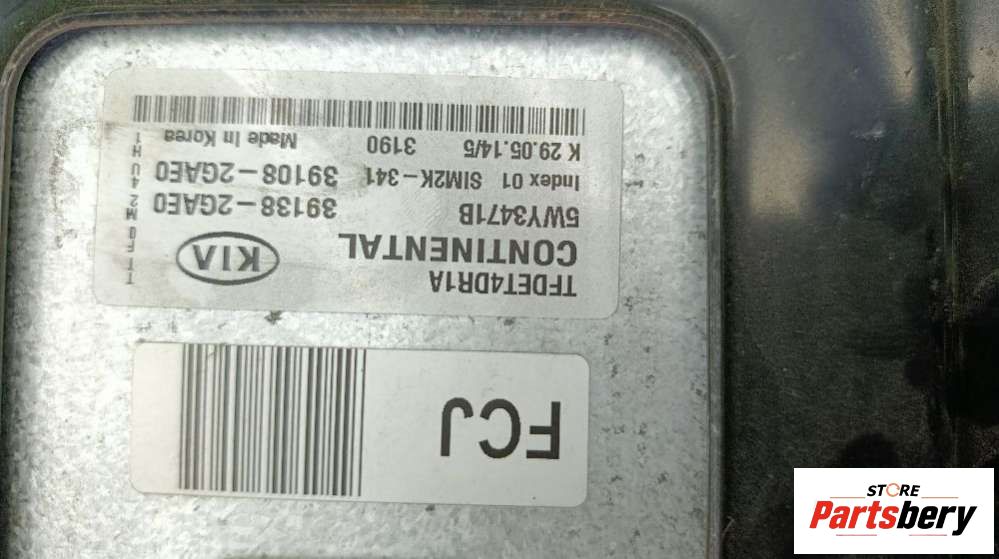 FCJ
TFDET4DR1A
CONTINENTAL
KIA
5WY3471B 39138-2GAE0
Index 01 SIM2K-341 39108-2GAE0
K 29.05.14/5 3190 Made In Korea
STORE
Partsbery